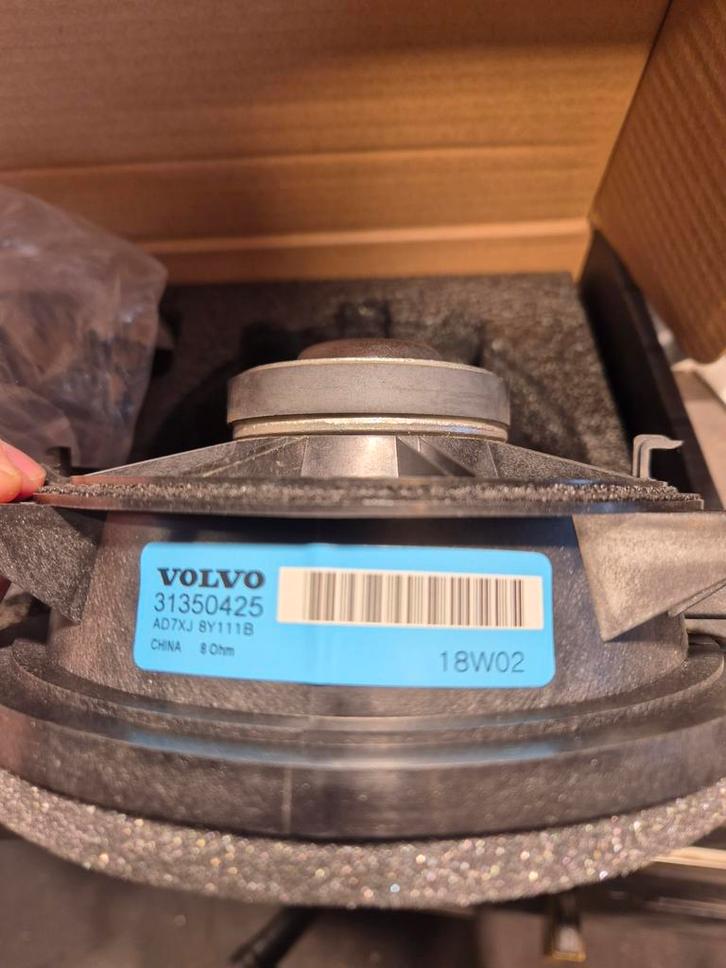 VOLVO
31350425
AD7XJ 8Y111B
CHINA 8 Ohm
18W02